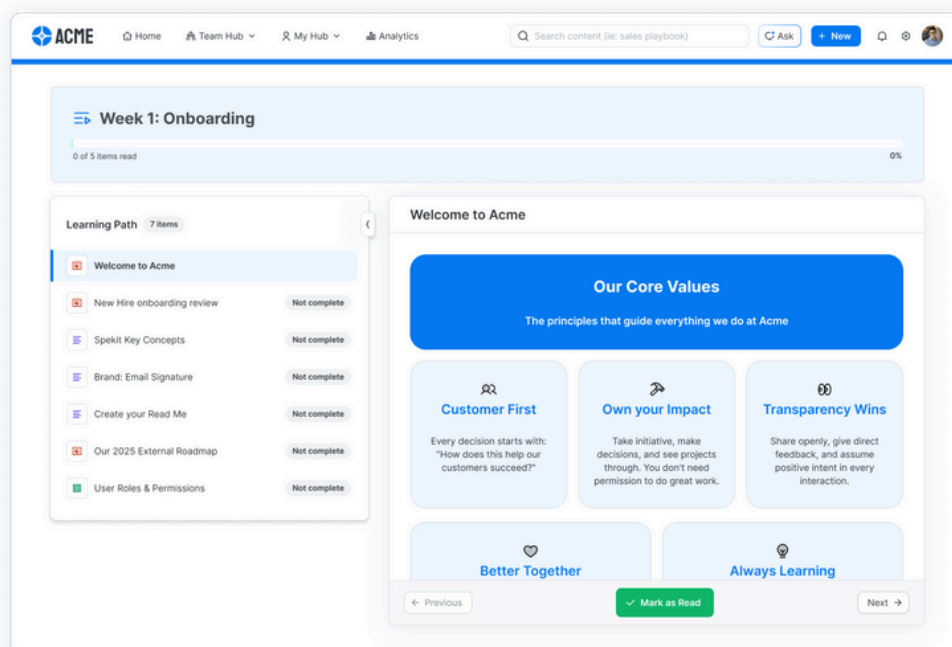 ACME
Home
Team Hub
My Hub
Analytics
Search content (ie: sales playbook)
Ask
+ New
Week 1: Onboarding
0 of 5 items read
0%
Learning Path
7 items
Welcome to Acme
New Hire onboarding review
Not complete
Spekit Key Concepts
Not complete
Brand: Email Signature
Not complete
Create your Read Me
Not complete
Our 2025 External Roadmap
Not complete
User Roles & Permissions
Not complete
Welcome to Acme
Our Core Values
The principles that guide everything we do at Acme
Customer First
Every decision starts with:
"How does this help our
customers succeed?"
Own your Impact
Take initiative, make
decisions, and see projects
through. You don't need
permission to do great work.
Transparency Wins
Share openly, give direct
feedback, and assume
positive intent in every
interaction.
Better Together
Always Learning
← Previous
✓ Mark as Read
Next →